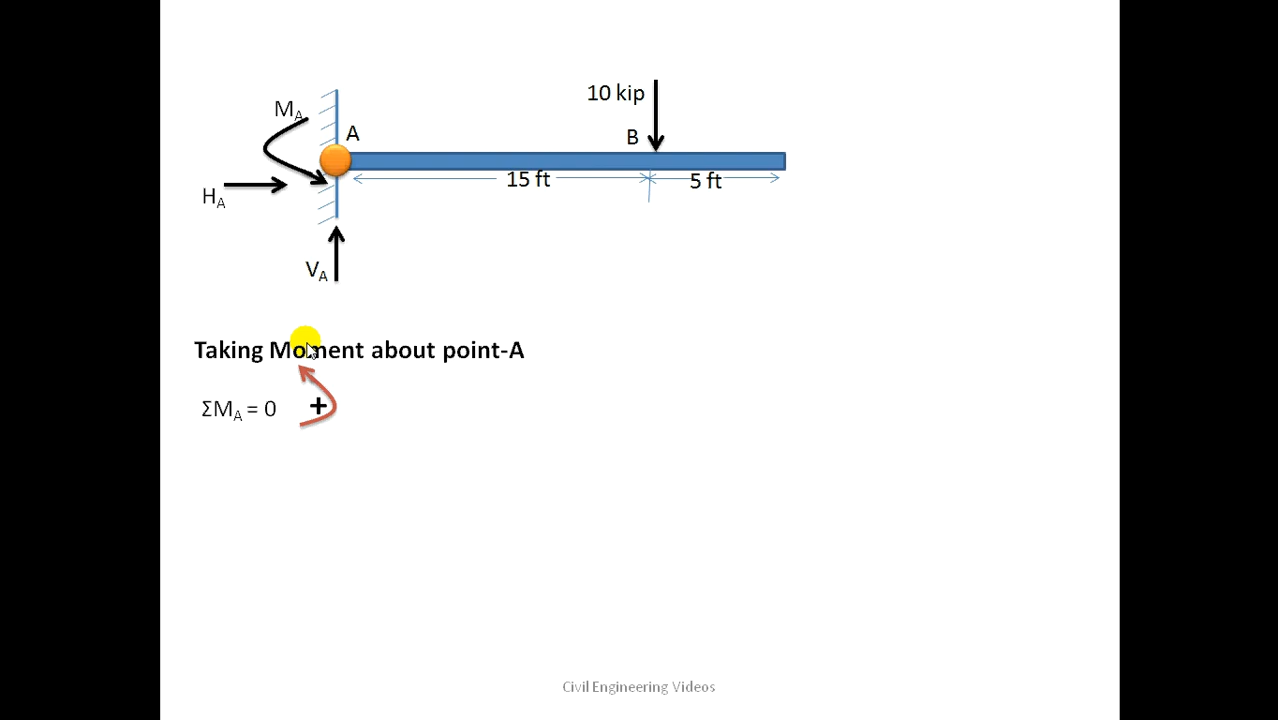 10 kip
MA
A
B
15 ft
5 ft
HA
VA
Taking Moment about point-A
ΣMA = 0 +
Civil Engineering Videos